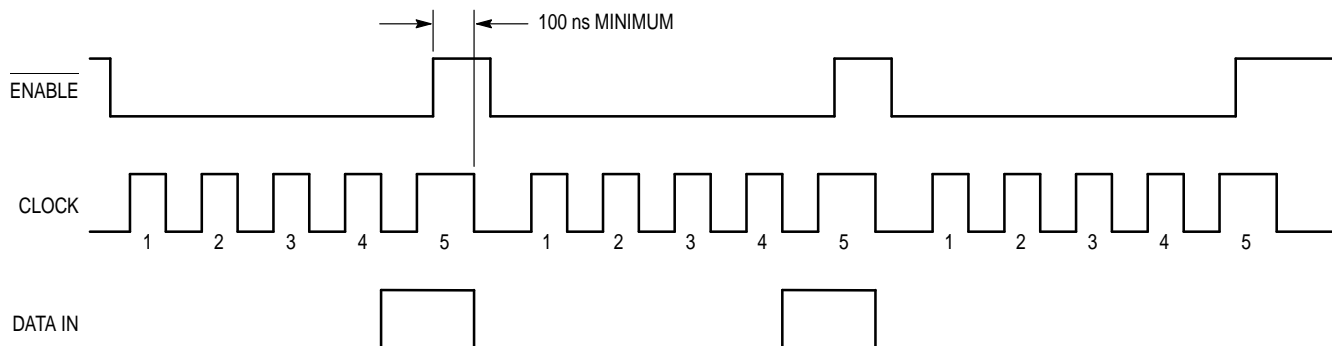 100 ns MINIMUM
ENABLE
CLOCK
1 2 3 4 5 1 2 3 4 5 1 2 3 4 5
DATA IN